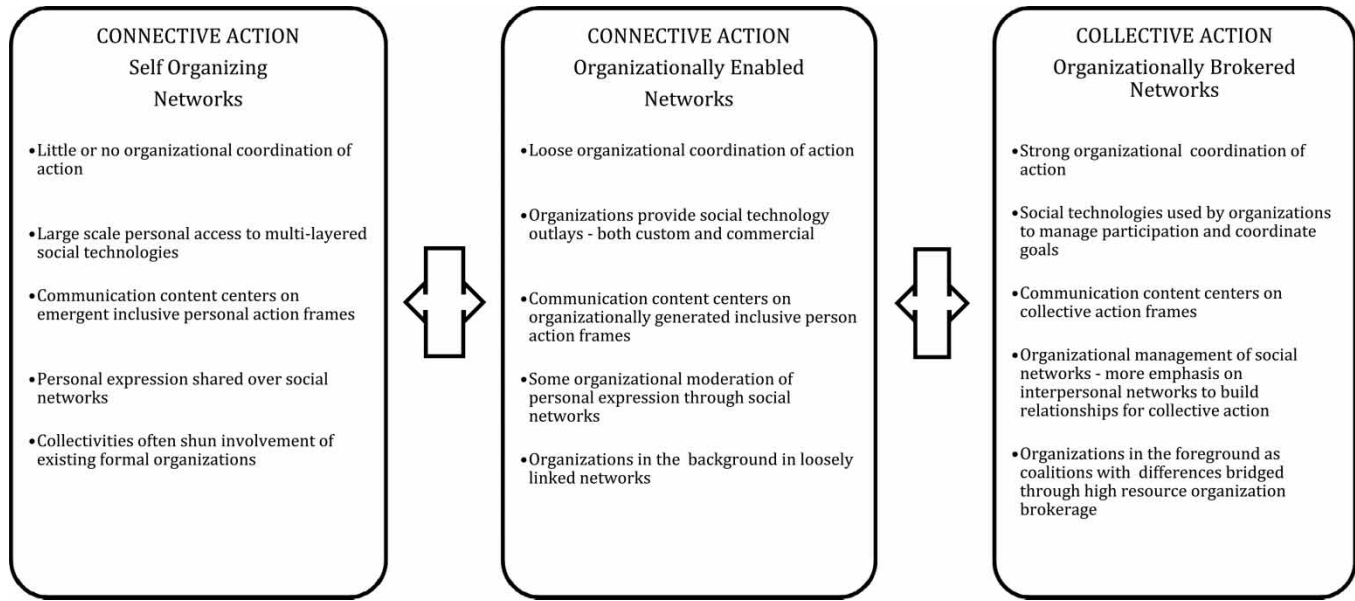 CONNECTIVE ACTION
Self Organizing
Networks
•Little or no organizational coordination of
action
•Large scale personal access to multi-layered
social technologies
•Communication content centers on
emergent inclusive personal action frames
•Personal expression shared over social
networks
•Collectivities often shun involvement of
existing formal organizations
CONNECTIVE ACTION
Organizationally Enabled
Networks
•Loose organizational coordination of action
•Organizations provide social technology
outlays - both custom and commercial
•Communication content centers on
organizationally generated inclusive person
action frames
•Some organizational moderation of
personal expression through social
networks
•Organizations in the background in loosely
linked networks
COLLECTIVE ACTION
Organizationally Brokered
Networks
•Strong organizational coordination of
action
•Social technologies used by organizations
to manage participation and coordinate
goals
•Communication content centers on
collective action frames
•Organizational management of social
networks - more emphasis on
interpersonal networks to build
relationships for collective action
•Organizations in the foreground as
coalitions with differences bridged
through high resource organization
brokerage